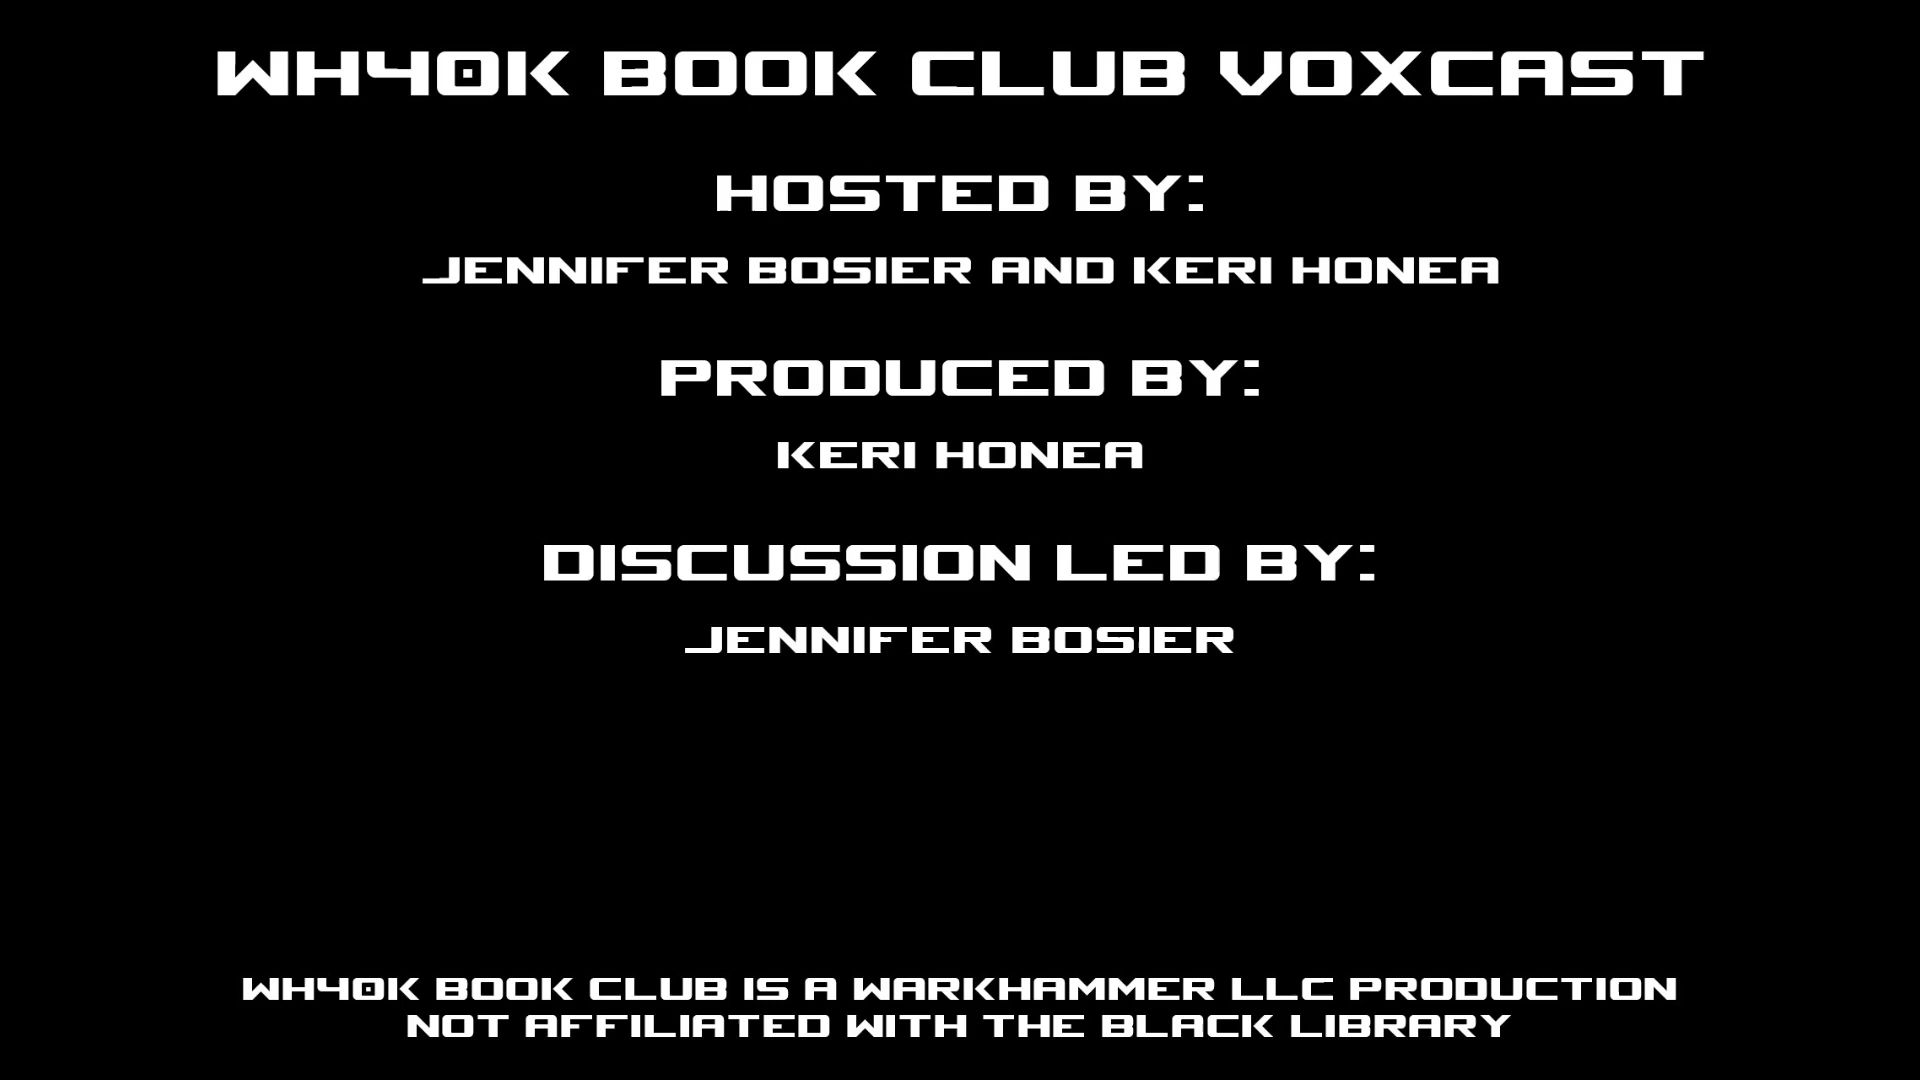 WH40K BOOK CLUB VOXCAST
HOSTED BY:
JENNIFER BOSIER AND KERI HONEA
PRODUCED BY:
KERI HONEA
DISCUSSION LED BY:
JENNIFER BOSIER
WH40K BOOK CLUB IS A WARKHAMMER LLC PRODUCTION
NOT AFFILIATED WITH THE BLACK LIBRARY